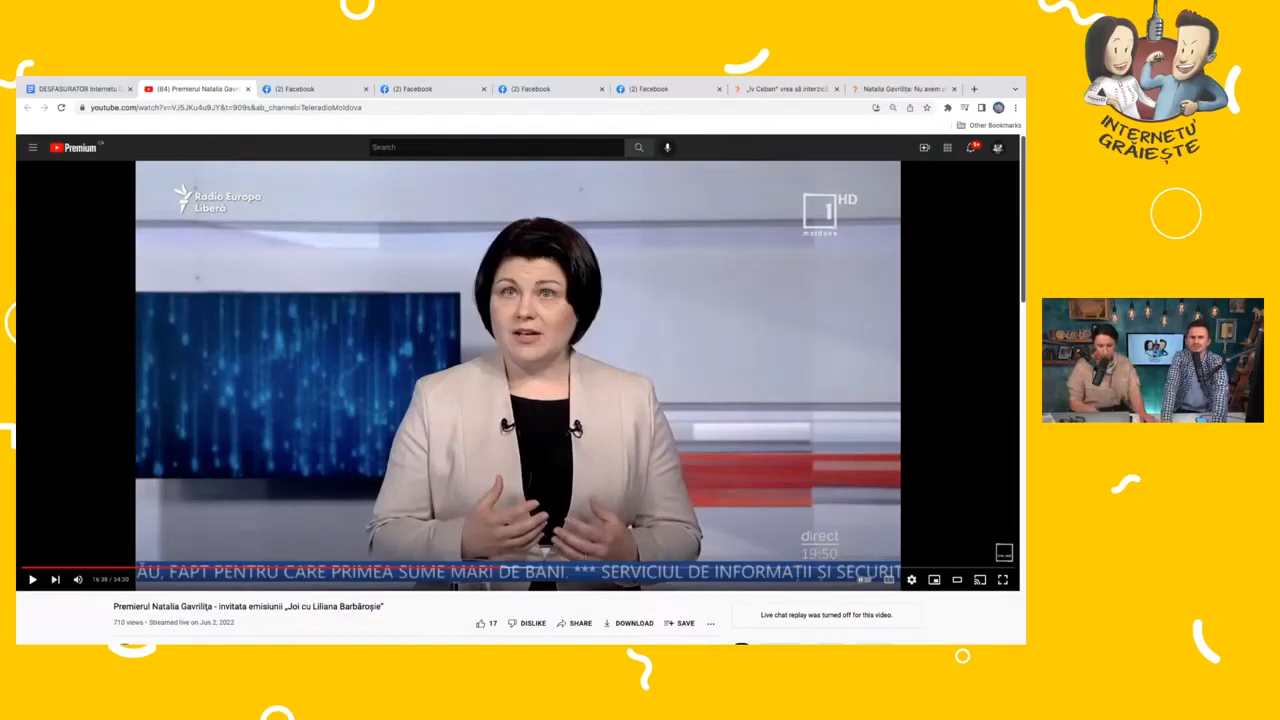 DESFASURATOR Internetu G
(84) Premierul Natalia Gavri
(2) Facebook
(2) Facebook
(2) Facebook
(2) Facebook
„Iv Ceban" vrea să interzică
Natalia Gavrilița: Nu avem
youtube.com/watch?v=VJ5JKu4u9JY&t=909s&ab_channel=TeleradioMoldova
Other Bookmarks
Premium CA
Search
9+
INTERNETU'
GRĂIEȘTE
Radio Europa
Liberă
1 HD
moldova
direct
19:50
ĂU, FAPT PENTRU CARE PRIMEA SUME MARI DE BANI. *** SERVICIUL DE INFORMAȚII ȘI SECURIT
16:38 / 34:30
Premierul Natalia Gavrilița - invitata emisiunii „Joi cu Liliana Barbăroșie"
710 views • Streamed live on Jun 2, 2022
17
DISLIKE
SHARE
DOWNLOAD
SAVE
Live chat replay was turned off for this video.